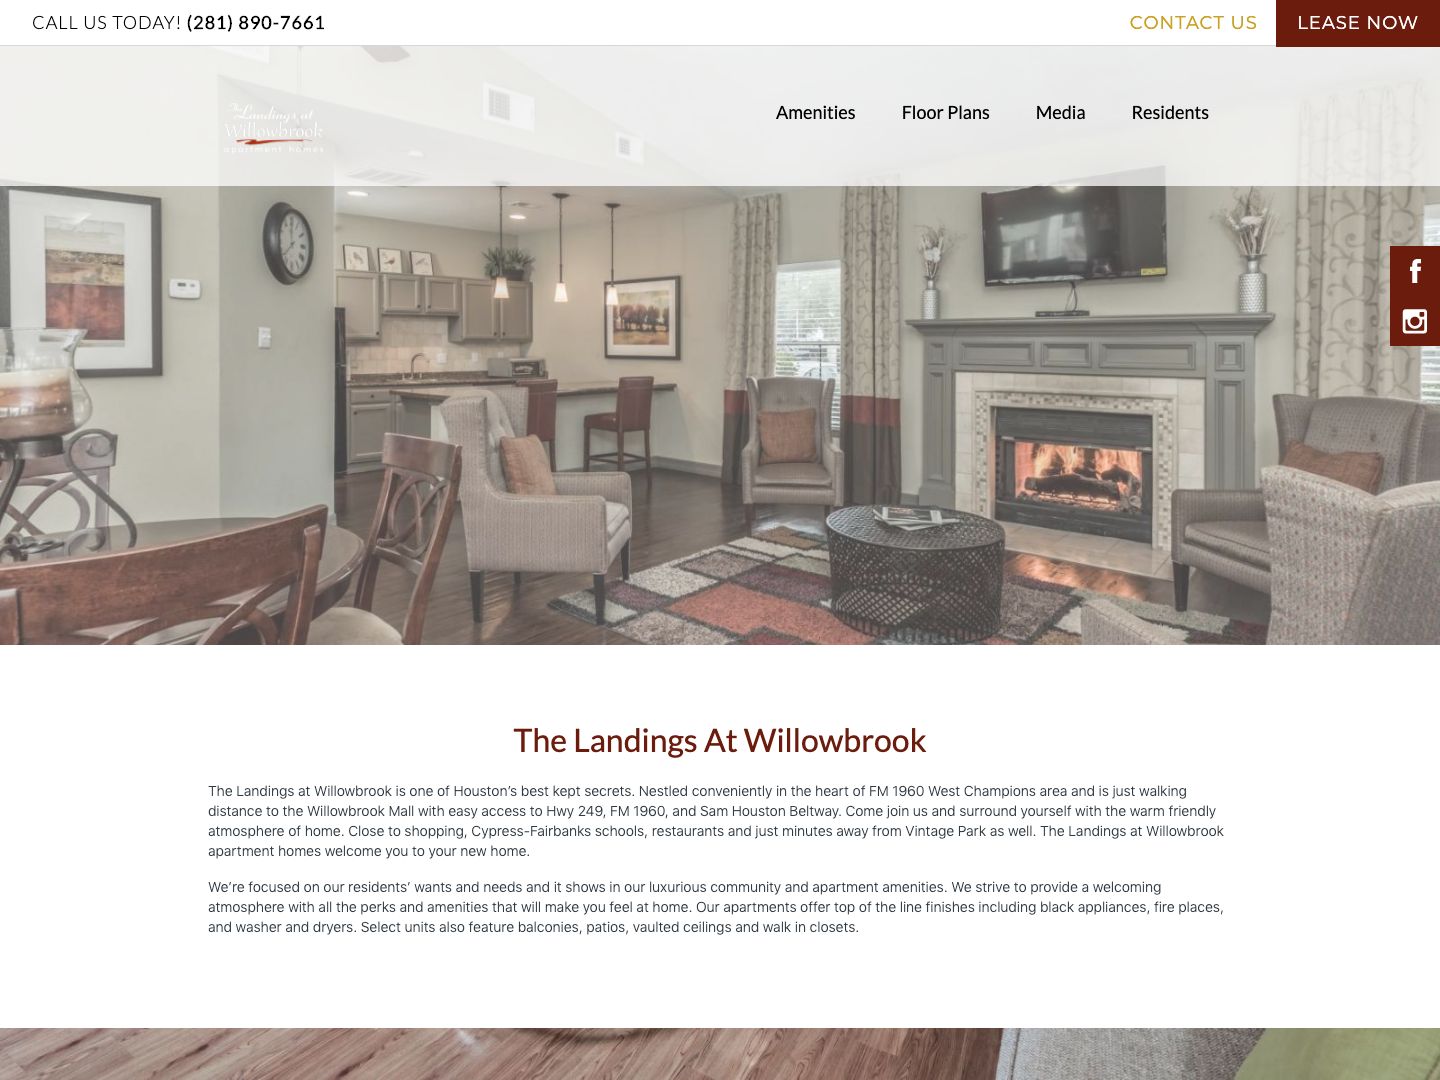 CALL US TODAY! (281) 890-7661
CONTACT US
LEASE NOW
The
Landings at
Willowbrook
apartment homes
Amenities
Floor Plans
Media
Residents
The Landings At Willowbrook
The Landings at Willowbrook is one of Houston’s best kept secrets. Nestled conveniently in the heart of FM 1960 West Champions area and is just walking
distance to the Willowbrook Mall with easy access to Hwy 249, FM 1960, and Sam Houston Beltway. Come join us and surround yourself with the warm friendly
atmosphere of home. Close to shopping, Cypress-Fairbanks schools, restaurants and just minutes away from Vintage Park as well. The Landings at Willowbrook
apartment homes welcome you to your new home.
We’re focused on our residents’ wants and needs and it shows in our luxurious community and apartment amenities. We strive to provide a welcoming
atmosphere with all the perks and amenities that will make you feel at home. Our apartments offer top of the line finishes including black appliances, fire places,
and washer and dryers. Select units also feature balconies, patios, vaulted ceilings and walk in closets.